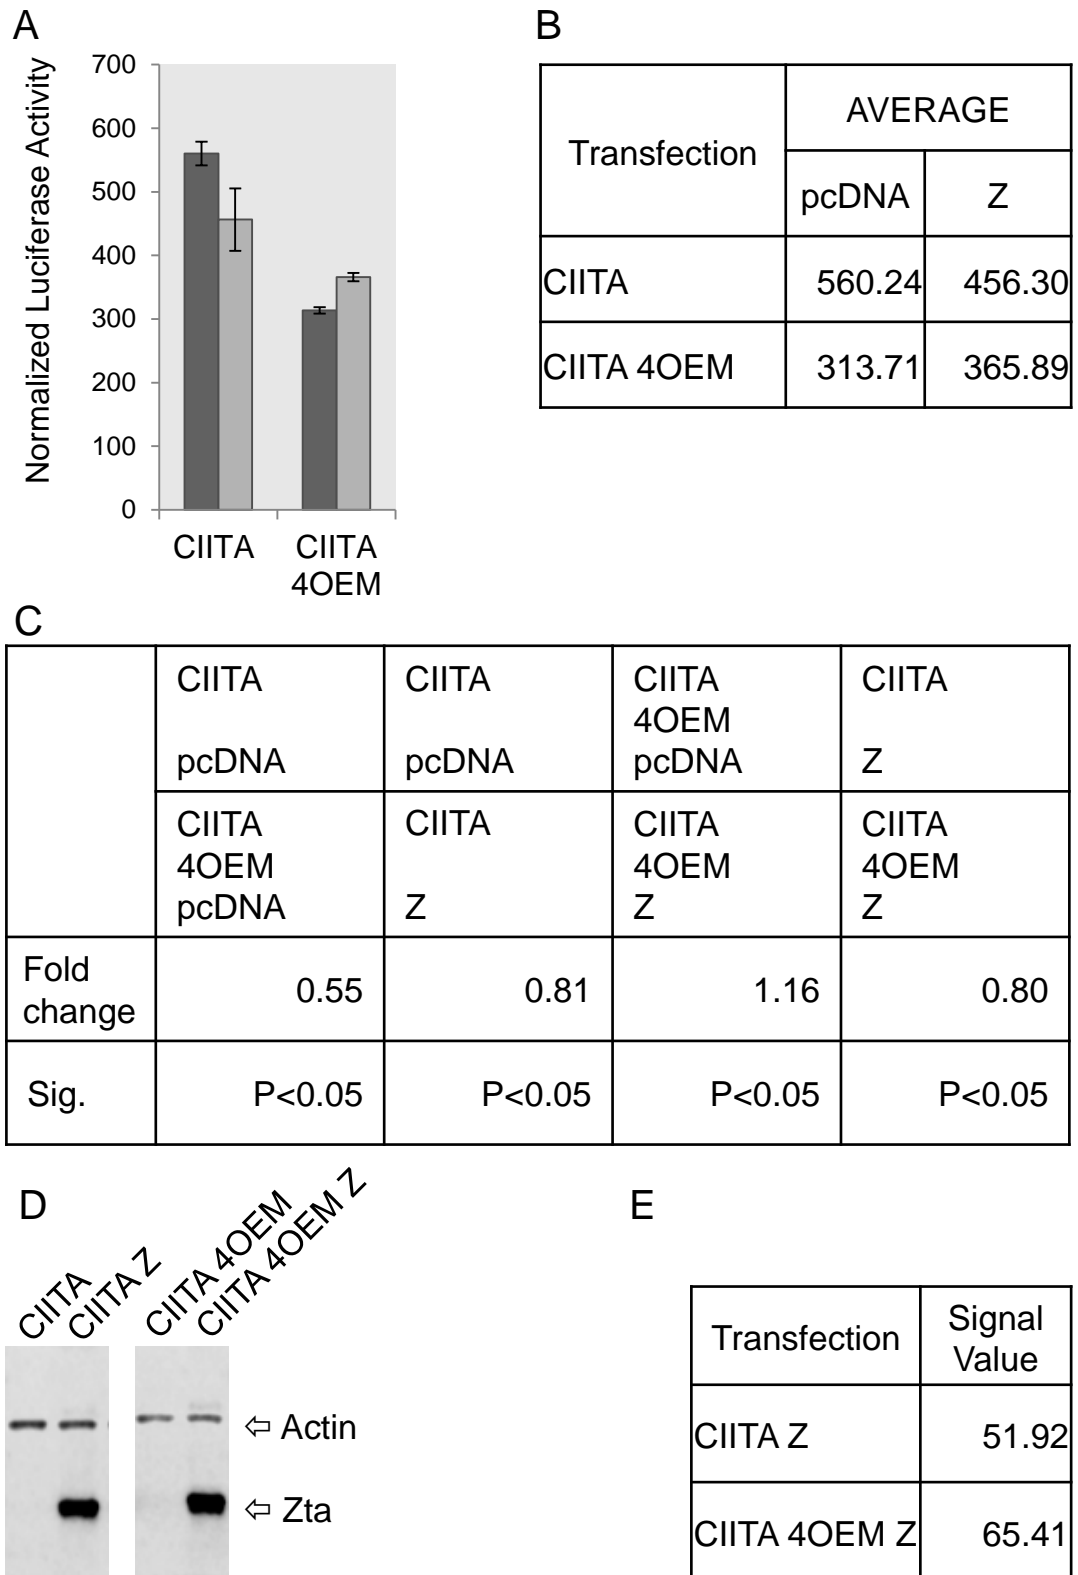 A
Normalized Luciferase Activity
700
600
500
400
300
200
100
0
CIITA
CIITA
4OEM
B
Transfection
AVERAGE
pcDNA
Z
CIITA
560.24
456.30
CIITA 4OEM
313.71
365.89
C
CIITA
pcDNA
CIITA
pcDNA
CIITA
4OEM
pcDNA
CIITA
Z
CIITA
4OEM
pcDNA
CIITA
Z
CIITA
4OEM
Z
CIITA
4OEM
Z
Fold
change
0.55
0.81
1.16
0.80
Sig.
P<0.05
P<0.05
P<0.05
P<0.05
D
CIITA
CIITA Z
CIITA 4OEM
CIITA 4OEM Z
⇦ Actin
⇦ Zta
E
Transfection
Signal
Value
CIITA Z
51.92
CIITA 4OEM Z
65.41